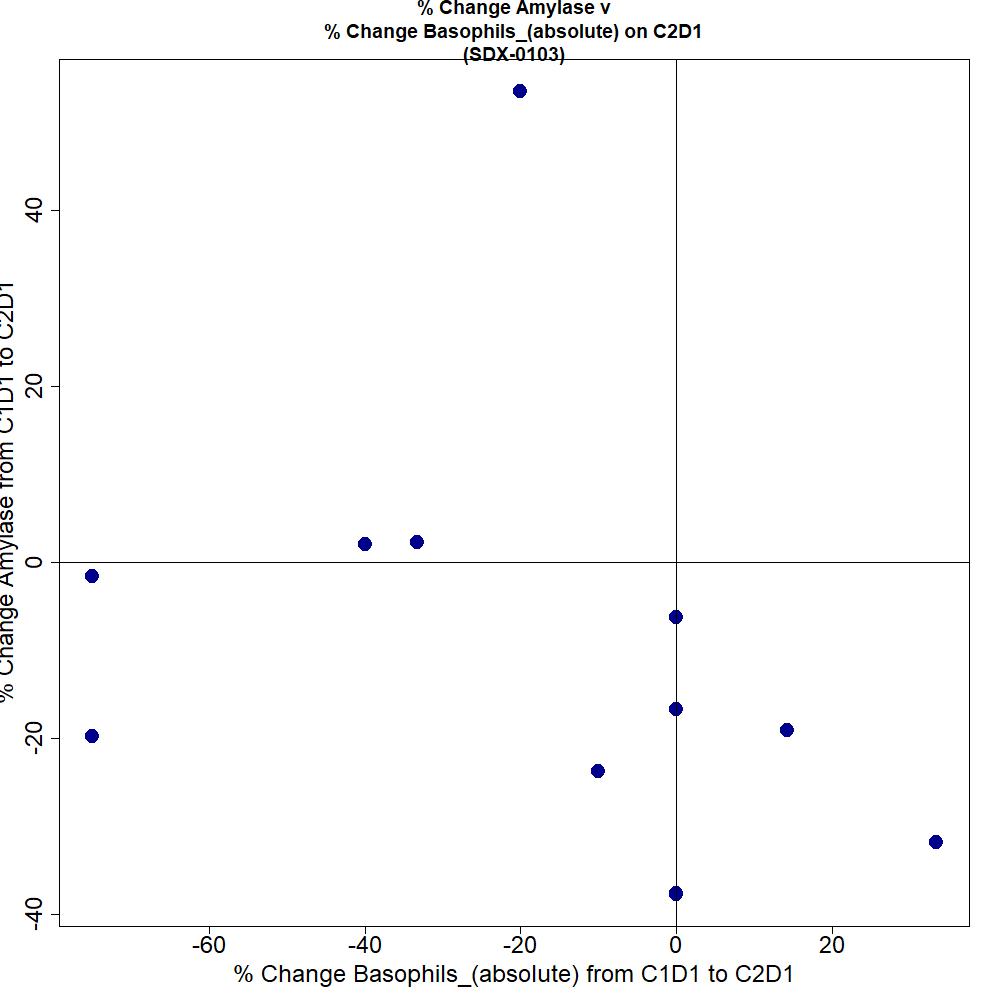 % Change Amylase v
% Change Basophils_(absolute) on C2D1
(SDX-0103)
% Change Amylase from C1D1 to C2D1
40
20
0
-20
-40
-60
-40
-20
0
20
% Change Basophils_(absolute) from C1D1 to C2D1